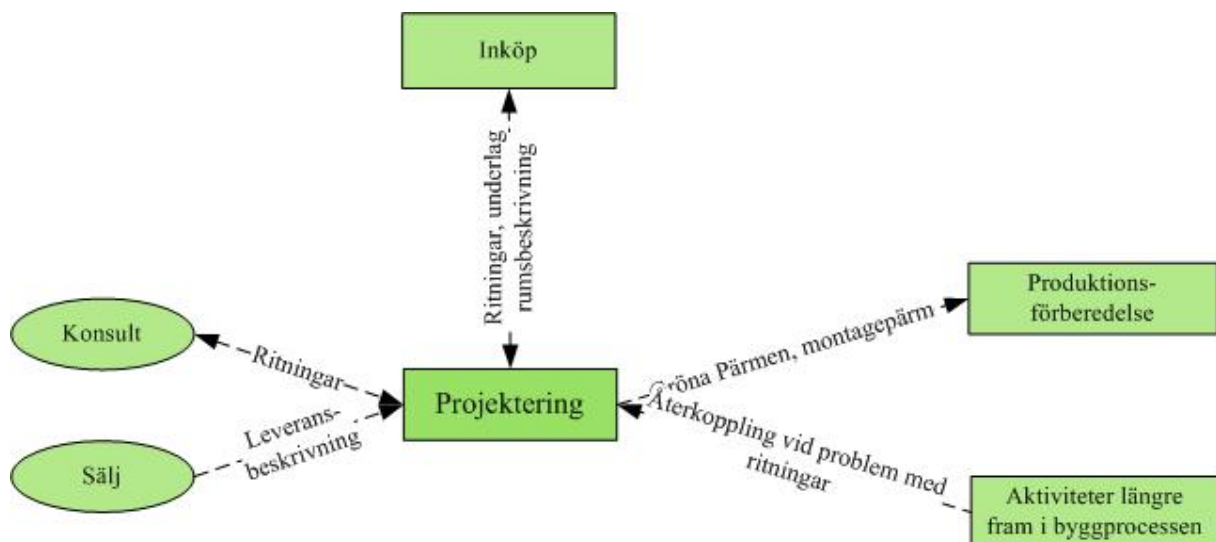 Inköp
Ritningar, underlag
rumsbeskrivning
Produktions-
förberedelse
Konsult
Ritningar
Gröna Pärmen, montagepärm
Projektering
Leverans-
beskrivning
Återkoppling vid problem med
ritningar
Sälj
Aktiviteter längre
fram i byggprocessen